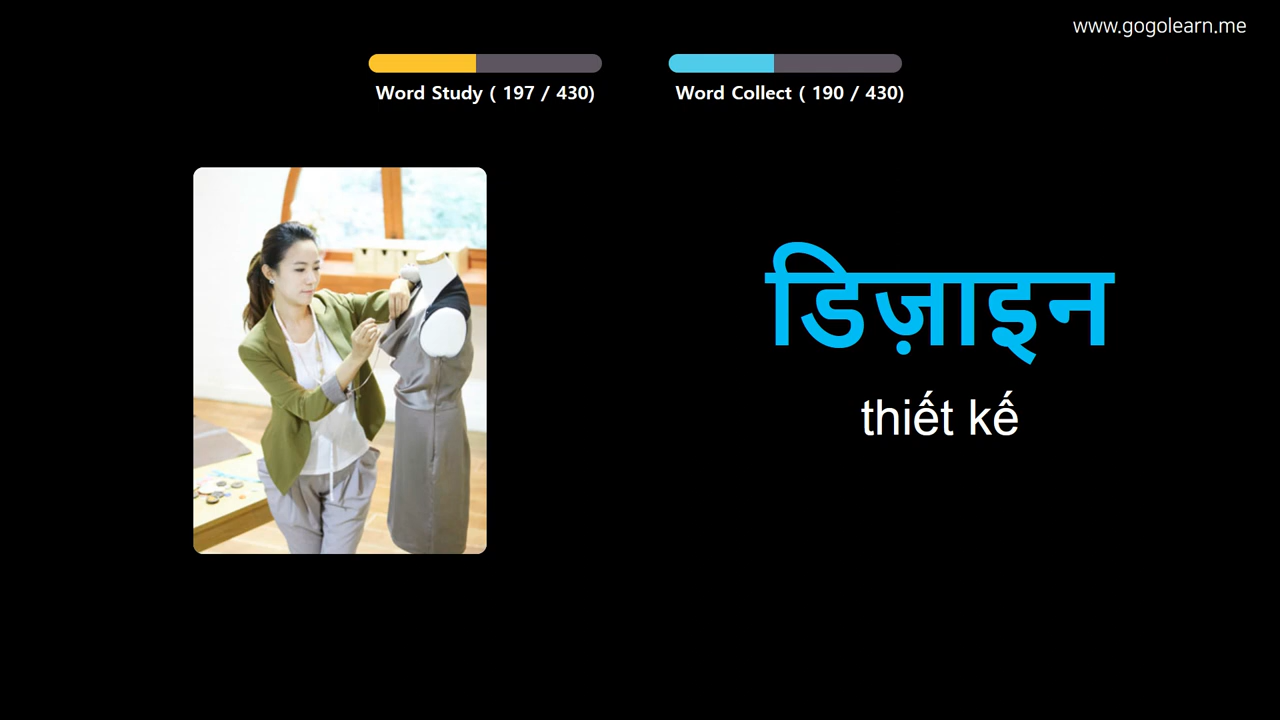 www.gogolearn.me
Word Study ( 197 / 430)
Word Collect ( 190 / 430)
डिज़ाइन
thiết kế